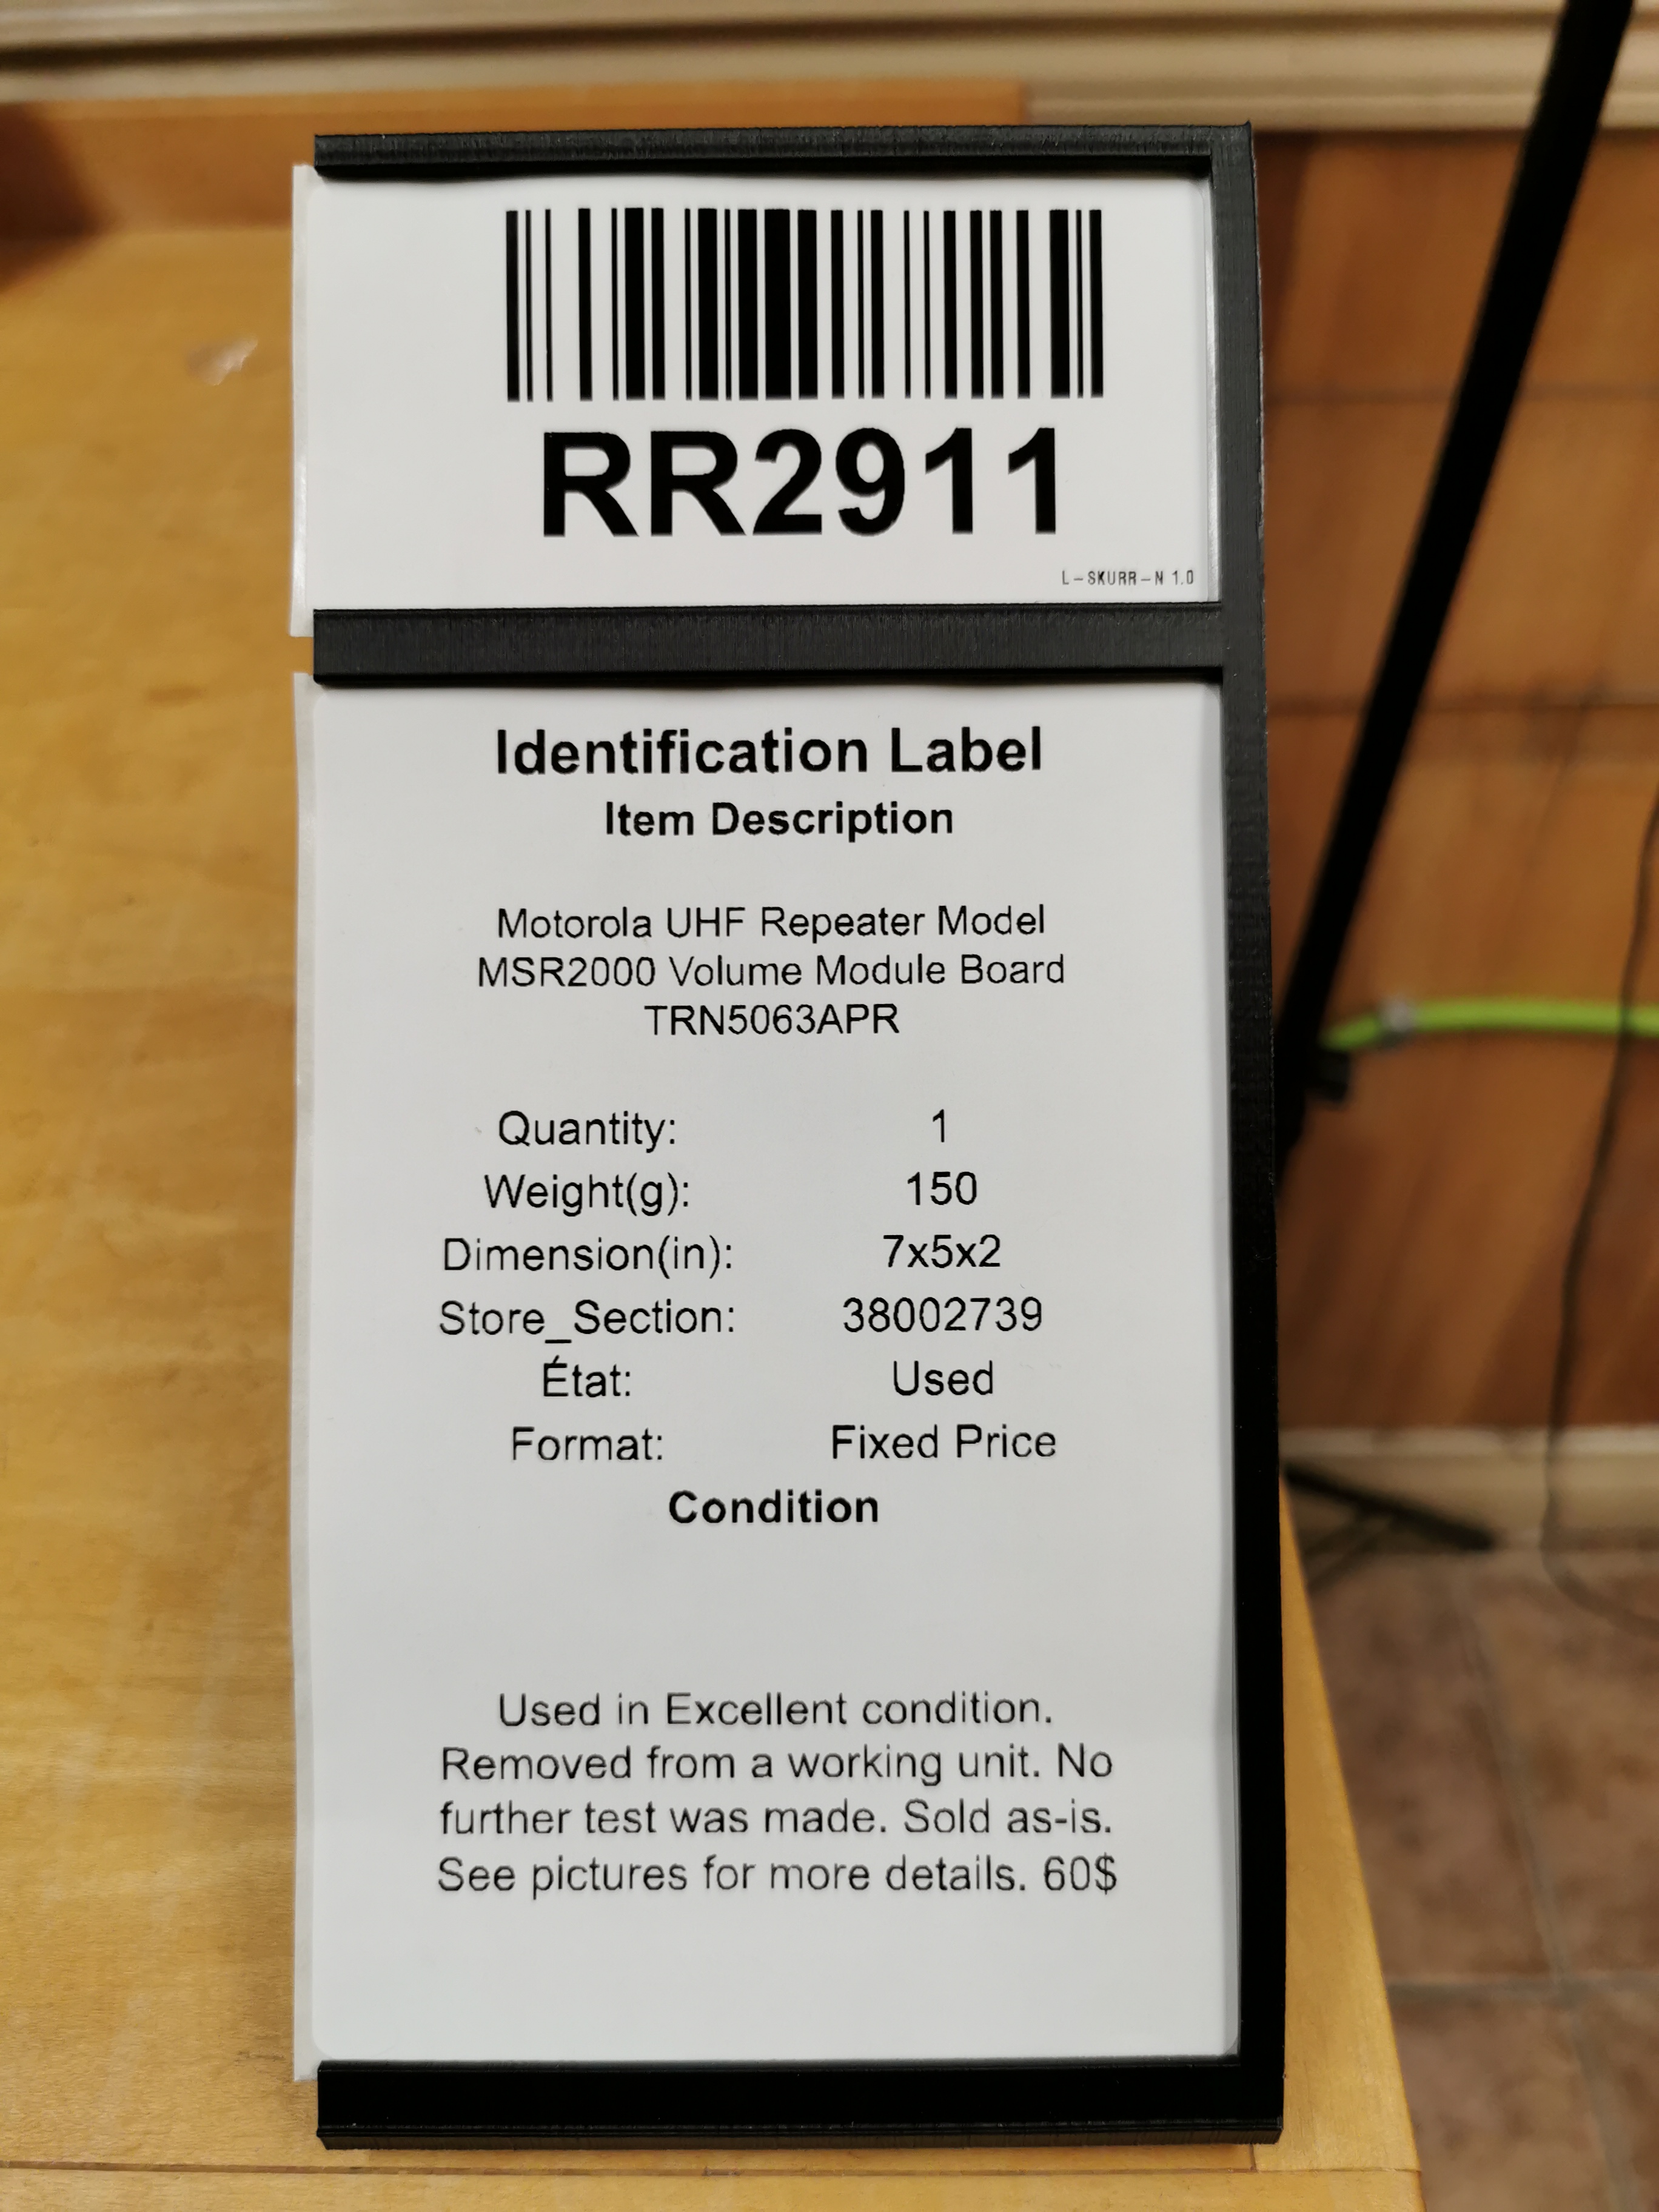 RR2911
L-SKURR-N 1.0
Identification Label
Item Description
Motorola UHF Repeater Model
MSR2000 Volume Module Board
TRN5063APR
Quantity: 1
Weight(g): 150
Dimension(in): 7x5x2
Store_Section: 38002739
État: Used
Format: Fixed Price
Condition
Used in Excellent condition.
Removed from a working unit. No
further test was made. Sold as-is.
See pictures for more details. 60$